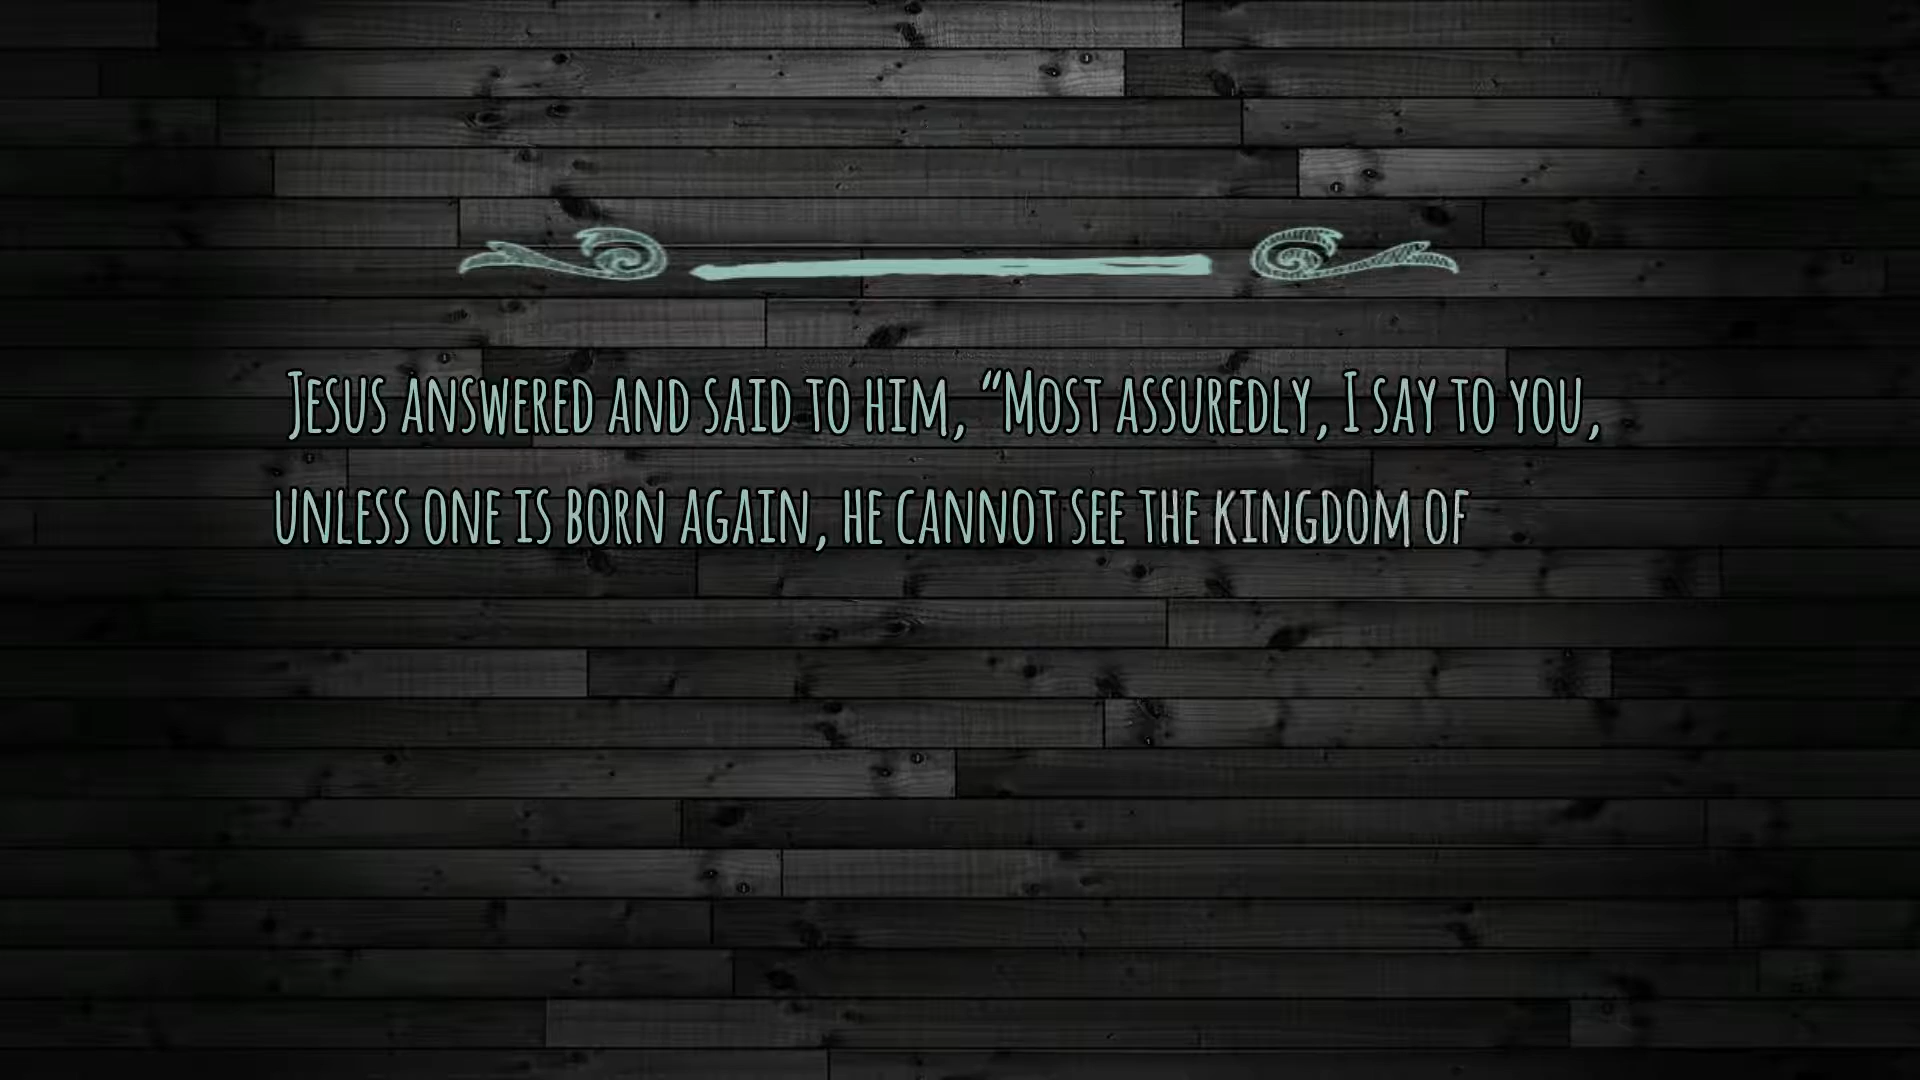 Jesus answered and said to him, “Most assuredly, I say to you,
unless one is born again, he cannot see the kingdom of